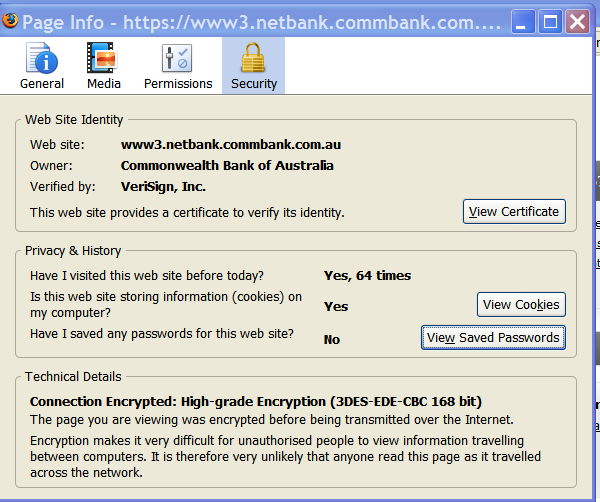 Page Info - https://www3.netbank.commbank.com....
General Media Permissions Security
Web Site Identity
Web site: www3.netbank.commbank.com.au
Owner: Commonwealth Bank of Australia
Verified by: VeriSign, Inc.
This web site provides a certificate to verify its identity. View Certificate
Privacy & History
Have I visited this web site before today? Yes, 64 times
Is this web site storing information (cookies) on
my computer? Yes View Cookies
Have I saved any passwords for this web site? No View Saved Passwords
Technical Details
Connection Encrypted: High-grade Encryption (3DES-EDE-CBC 168 bit)
The page you are viewing was encrypted before being transmitted over the Internet.
Encryption makes it very difficult for unauthorised people to view information travelling
between computers. It is therefore very unlikely that anyone read this page as it travelled
across the network.